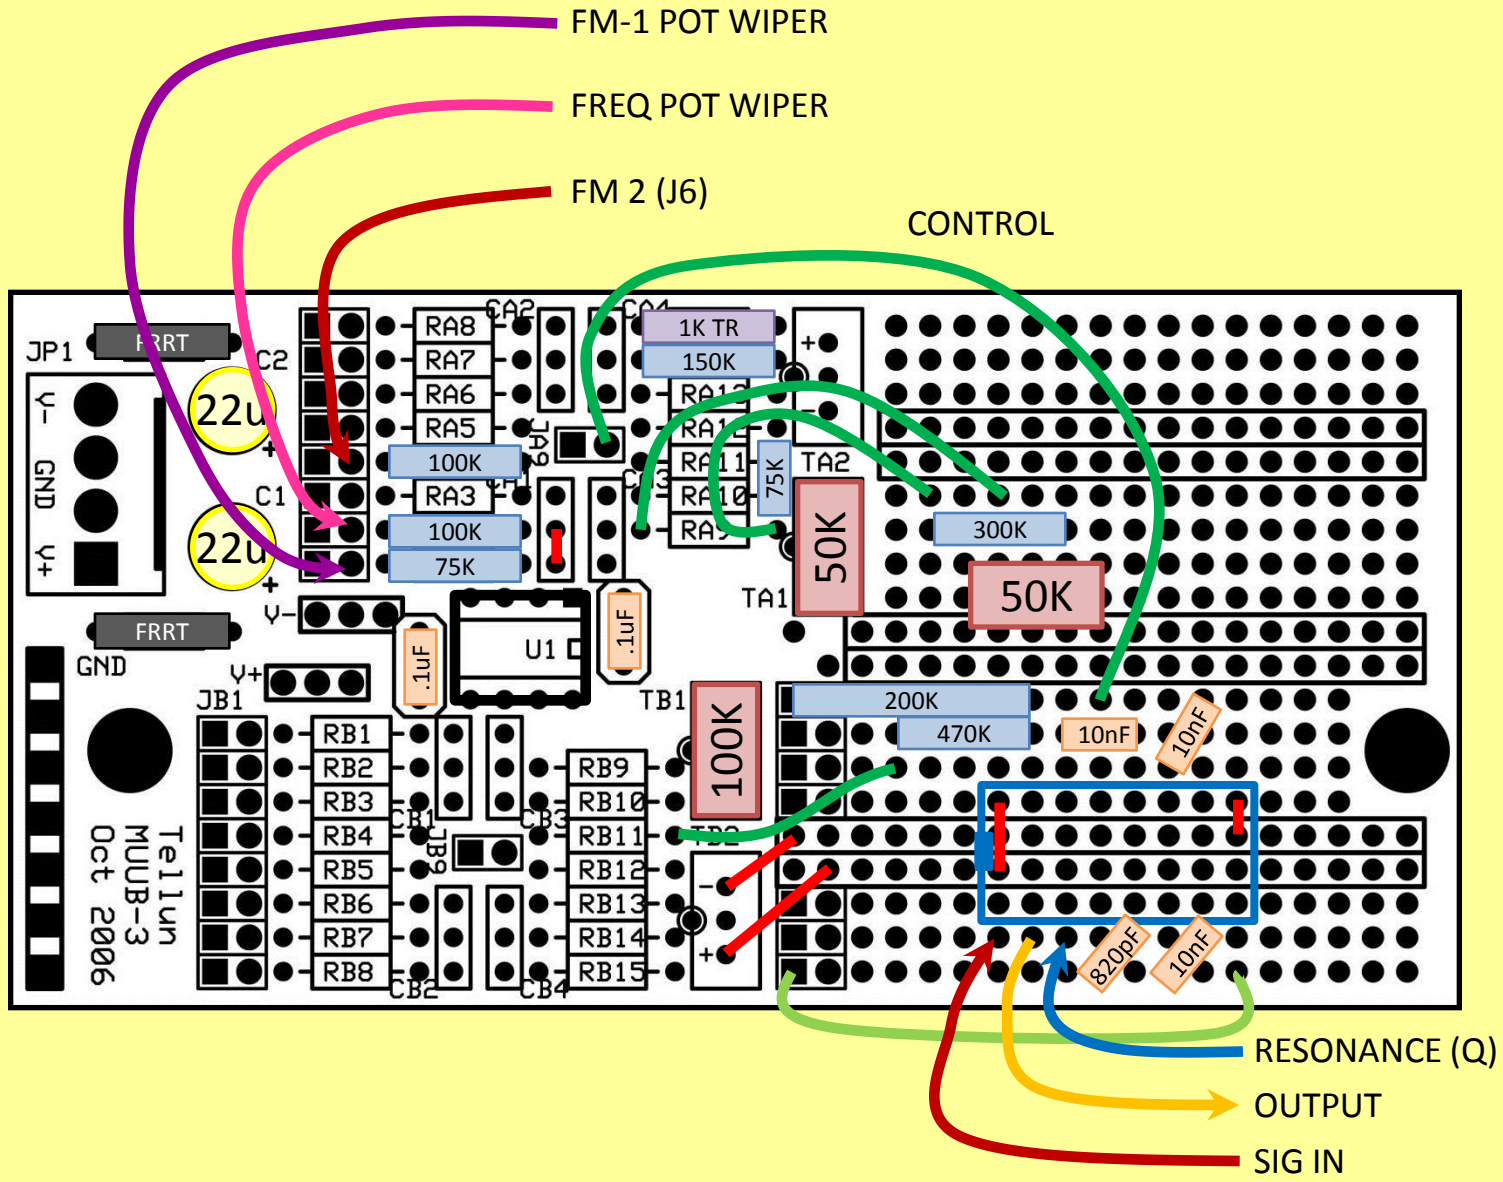 FM-1 POT WIPER
FREQ POT WIPER
FM 2 (J6)
CONTROL
JP1
FRRT
C2
22u
+
Y-
GND
Y+
C1
22u
+
FRRT
GND
RA8
RA7
RA6
RA5
100K
RA3
100K
75K
CA2
CA4
1K TR
150K
RA12
RA11
RA10
RA9
CA3
75K
+
-
TA2
50K
TA1
300K
50K
Y-
Y+
.1uF
U1
.1uF
JB1
RB1
RB2
RB3
RB4
RB5
RB6
RB7
RB8
CB1
JB9
CB2
CB3
CB4
RB9
RB10
RB11
RB12
RB13
RB14
RB15
TB1
100K
TB2
-
+
200K
470K
10nF
10nF
820pF
10nF
Tellun
MUUB-3
Oct 2006
RESONANCE (Q)
OUTPUT
SIG IN